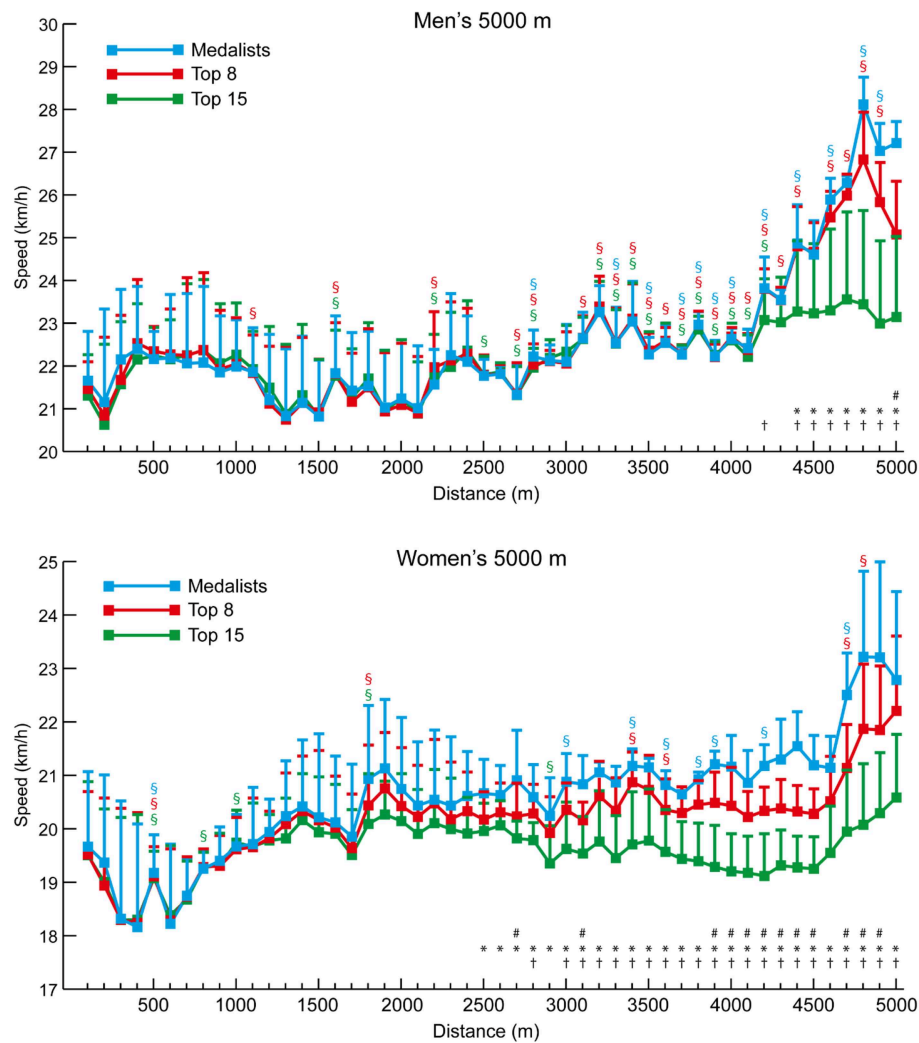 Men's 5000 m
Medalists
Top 8
Top 15
Speed (km/h)
30
29
28
27
26
25
24
23
22
21
20
§ § § § § § § § § § § § § § § § § § § § § § § § §
# 
* * * * * * * *
† † † † † † † †
500 1000 1500 2000 2500 3000 3500 4000 4500 5000
Distance (m)
Women's 5000 m
Medalists
Top 8
Top 15
Speed (km/h)
25
24
23
22
21
20
19
18
17
§ § § § § § § § § § § § §
# # # # # # # # # # # #
* * * * * * * * * * * * * * * * * * * * * * * * * *
† † † † † † † † † † † † † † † † † † † † † †
500 1000 1500 2000 2500 3000 3500 4000 4500 5000
Distance (m)